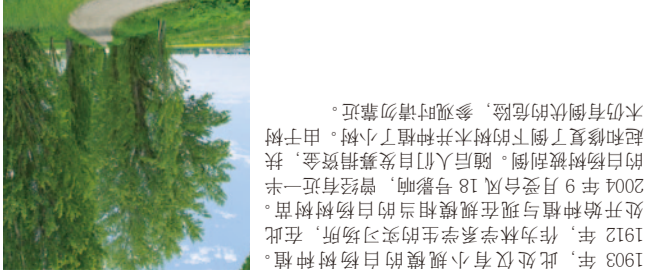 1903 年，此处仅有小规模的白杨树种植。
1912 年，作为林学系学生的实习场所，在此
处开始种植与现在规模相当的白杨树树苗。
2004 年 9 月受台风 18 号影响，曾经有近一半
的白杨树被刮倒。随后人们自发募捐资金，扶
起和修复了倒下的树木并种植了小树。由于树
木仍有倒伏的危险，参观时请勿靠近。